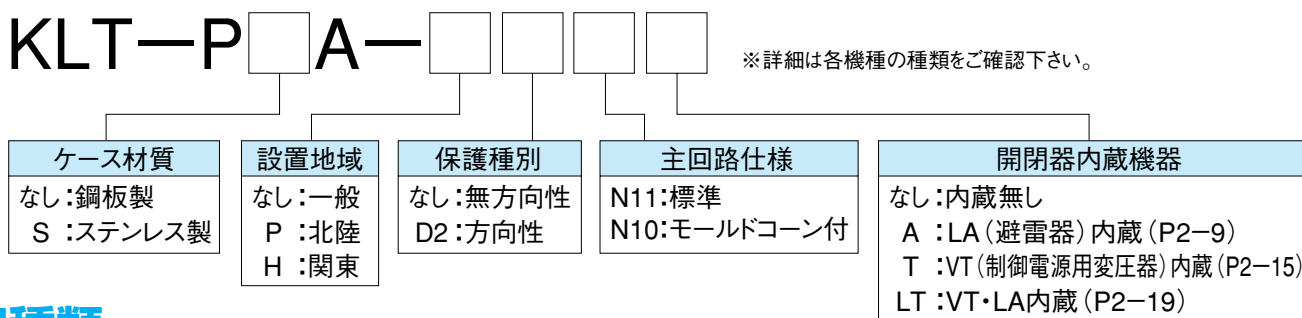 KLT—P□A—□□□□ ※詳細は各機種の種類をご確認下さい。
ケース材質
なし:鋼板製
S:ステンレス製
設置地域
なし:一般
P:北陸
H:関東
保護種別
なし:無方向性
D2:方向性
主回路仕様
N11:標準
N10:モールドコーン付
開閉器内蔵機器
なし:内蔵無し
A:LA(避雷器)内蔵(P2−9)
T:VT(制御電源用変圧器)内蔵(P2−15)
LT:VT・LA内蔵(P2−19)